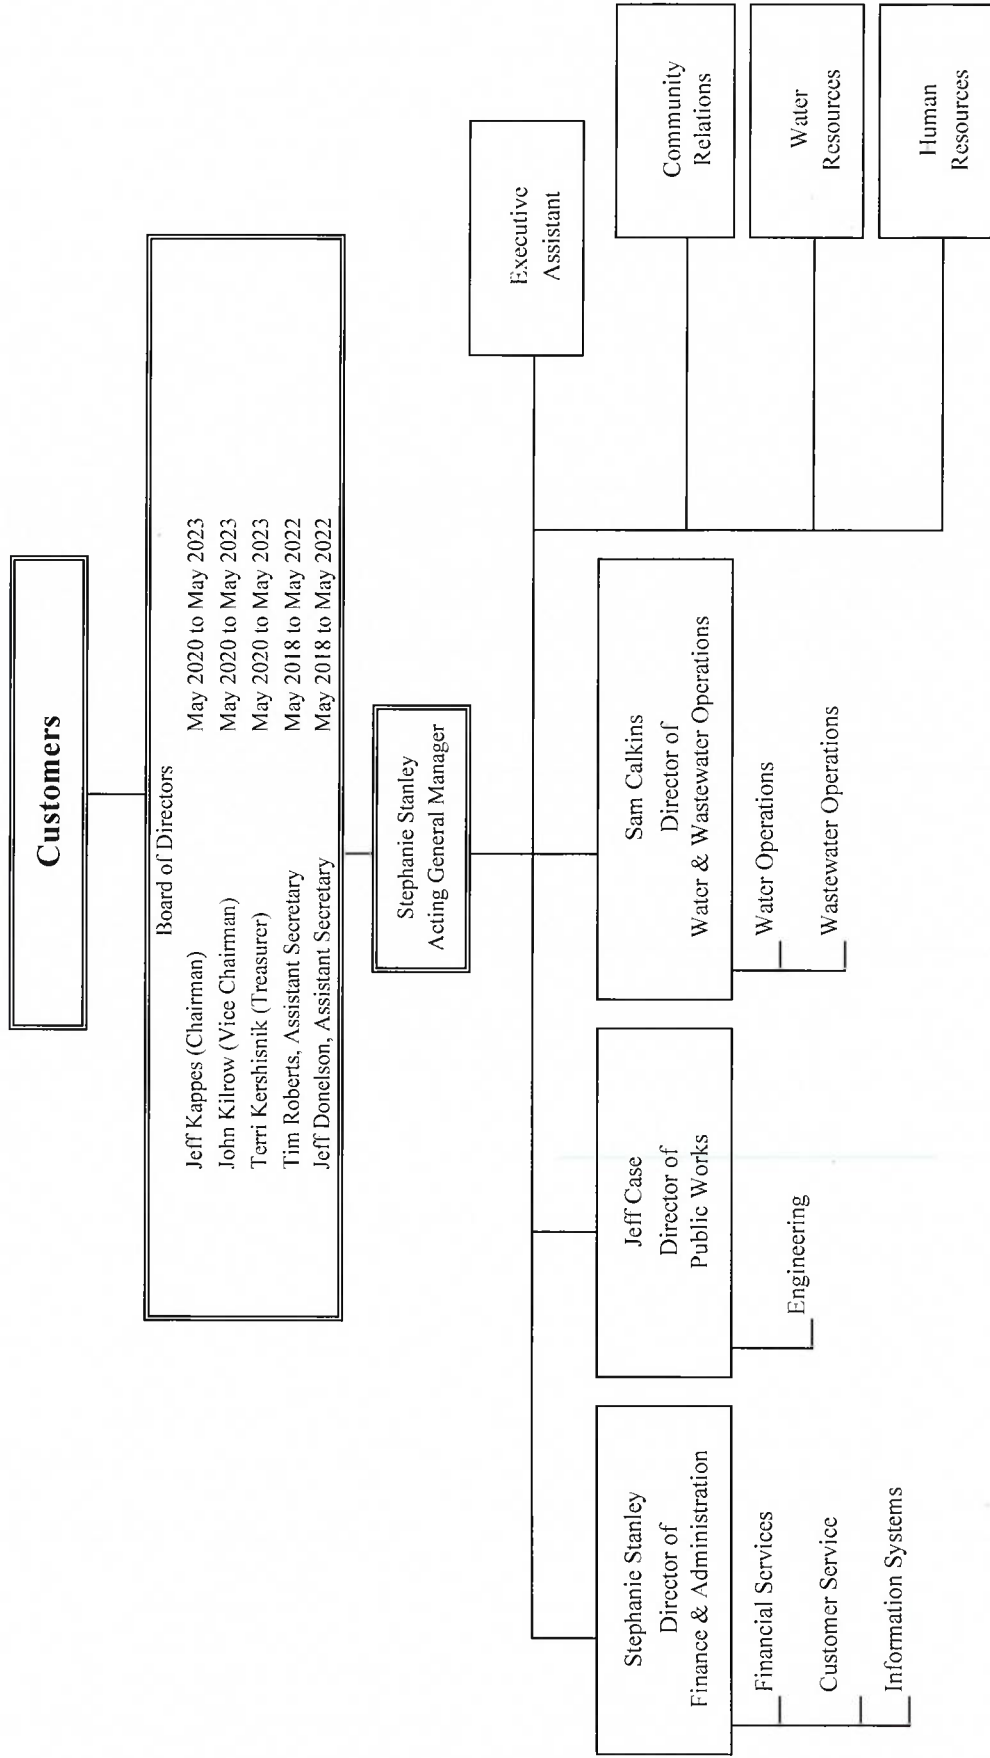 Customers
Board of Directors
Jeff Kappes (Chairman) May 2020 to May 2023
John Kilrow (Vice Chairman) May 2020 to May 2023
Terri Kershisnik (Treasurer) May 2020 to May 2023
Tim Roberts, Assistant Secretary May 2018 to May 2022
Jeff Donelson, Assistant Secretary May 2018 to May 2022
Stephanie Stanley
Acting General Manager
Executive
Assistant
Stephanie Stanley
Director of
Finance & Administration
Financial Services
Customer Service
Information Systems
Jeff Case
Director of
Public Works
Engineering
Sam Calkins
Director of
Water & Wastewater Operations
Water Operations
Wastewater Operations
Community
Relations
Water
Resources
Human
Resources